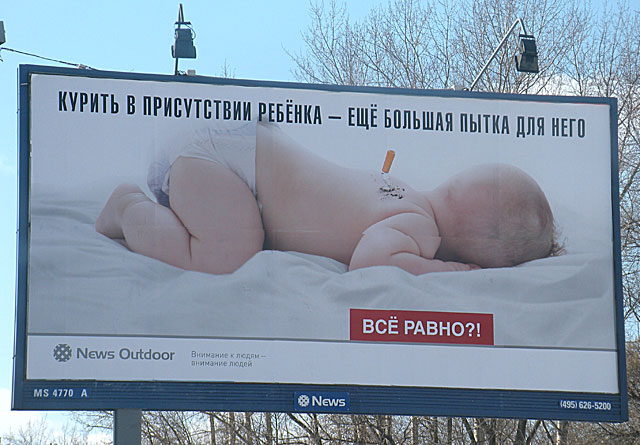 КУРИТЬ В ПРИСУТСТВИИ РЕБЁНКА – ЕЩЁ БОЛЬШАЯ ПЫТКА ДЛЯ НЕГО
ВСЁ РАВНО?!
News Outdoor
Внимание к людям –
внимание людей
MS 4770 A
News
(495) 626-5200